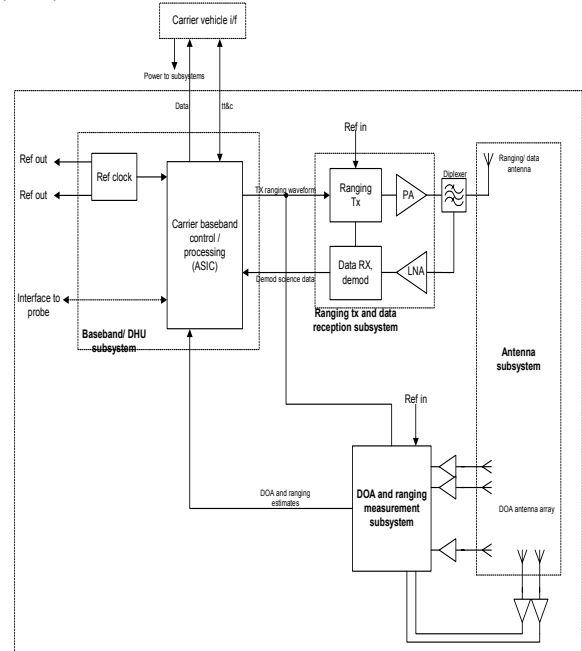 Carrier vehicle i/f
Power to subsystems
Data
tt&c
Ref out
Ref out
Ref clock
Carrier baseband
control /
processing
(ASIC)
Interface to
probe
Baseband/ DHU
subsystem
TX ranging waveform
Demod science data
Ref in
Ranging
Tx
PA
Diplexer
Ranging/ data
antenna
Data RX,
demod
LNA
Ranging tx and data
reception subsystem
Antenna
subsystem
Ref in
DOA and ranging
measurement
subsystem
DOA and ranging
estimates
DOA antenna array